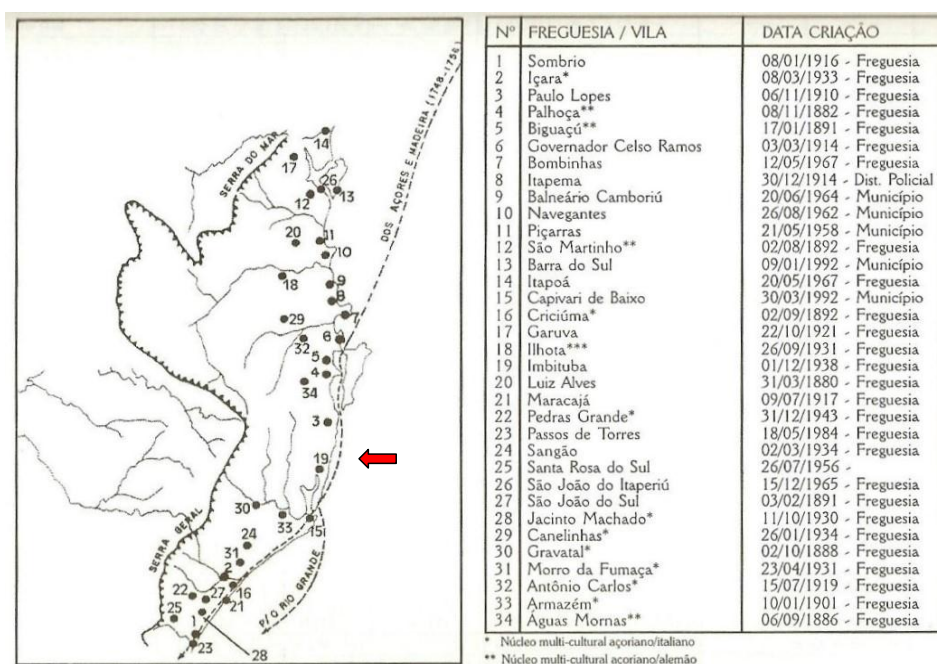 DOS AÇORES E MADEIRA (1748-1756)
SERRA DO MAR
14
17
26
12
13
20
11
10
18
9
8
29
7
32
6
5
4
34
3
19
30
33
15
24
SERRA GERAL
31
2
16
P/ O RIO GRANDE
22
27
21
25
1
23
28
Nº FREGUESIA / VILA DATA CRIAÇÃO
1 Sombrio 08/01/1916 - Freguesia
2 Içara* 08/03/1933 - Freguesia
3 Paulo Lopes 06/11/1910 - Freguesia
4 Palhoça** 08/11/1882 - Freguesia
5 Biguaçú** 17/01/1891 - Freguesia
6 Governador Celso Ramos 03/03/1914 - Freguesia
7 Bombinhas 12/05/1967 - Freguesia
8 Itapema 30/12/1914 - Dist. Policial
9 Balneário Camboriú 20/06/1964 - Município
10 Navegantes 26/08/1962 - Município
11 Piçarras 21/05/1958 - Município
12 São Martinho** 02/08/1892 - Freguesia
13 Barra do Sul 09/01/1992 - Município
14 Itapoá 20/05/1967 - Freguesia
15 Capivari de Baixo 30/03/1992 - Município
16 Criciúma* 02/09/1892 - Freguesia
17 Garuva 22/10/1921 - Freguesia
18 Ilhota*** 26/09/1931 - Freguesia
19 Imbituba 01/12/1938 - Freguesia
20 Luiz Alves 31/03/1880 - Freguesia
21 Maracajá 09/07/1917 - Freguesia
22 Pedras Grande* 31/12/1943 - Freguesia
23 Passos de Torres 18/05/1984 - Freguesia
24 Sangão 02/03/1934 - Freguesia
25 Santa Rosa do Sul 26/07/1956 -
26 São João do Itaperiú 15/12/1965 - Freguesia
27 São João do Sul 03/02/1891 - Freguesia
28 Jacinto Machado* 11/10/1930 - Freguesia
29 Canelinhas* 26/01/1934 - Freguesia
30 Gravatal* 02/10/1888 - Freguesia
31 Morro da Fumaça* 23/04/1931 - Freguesia
32 Antônio Carlos* 15/07/1919 - Freguesia
33 Armazém* 10/01/1901 - Freguesia
34 Águas Mornas** 06/09/1886 - Freguesia
* Núcleo multi-cultural açoriano/italiano
** Núcleo multi-cultural açoriano/alemão